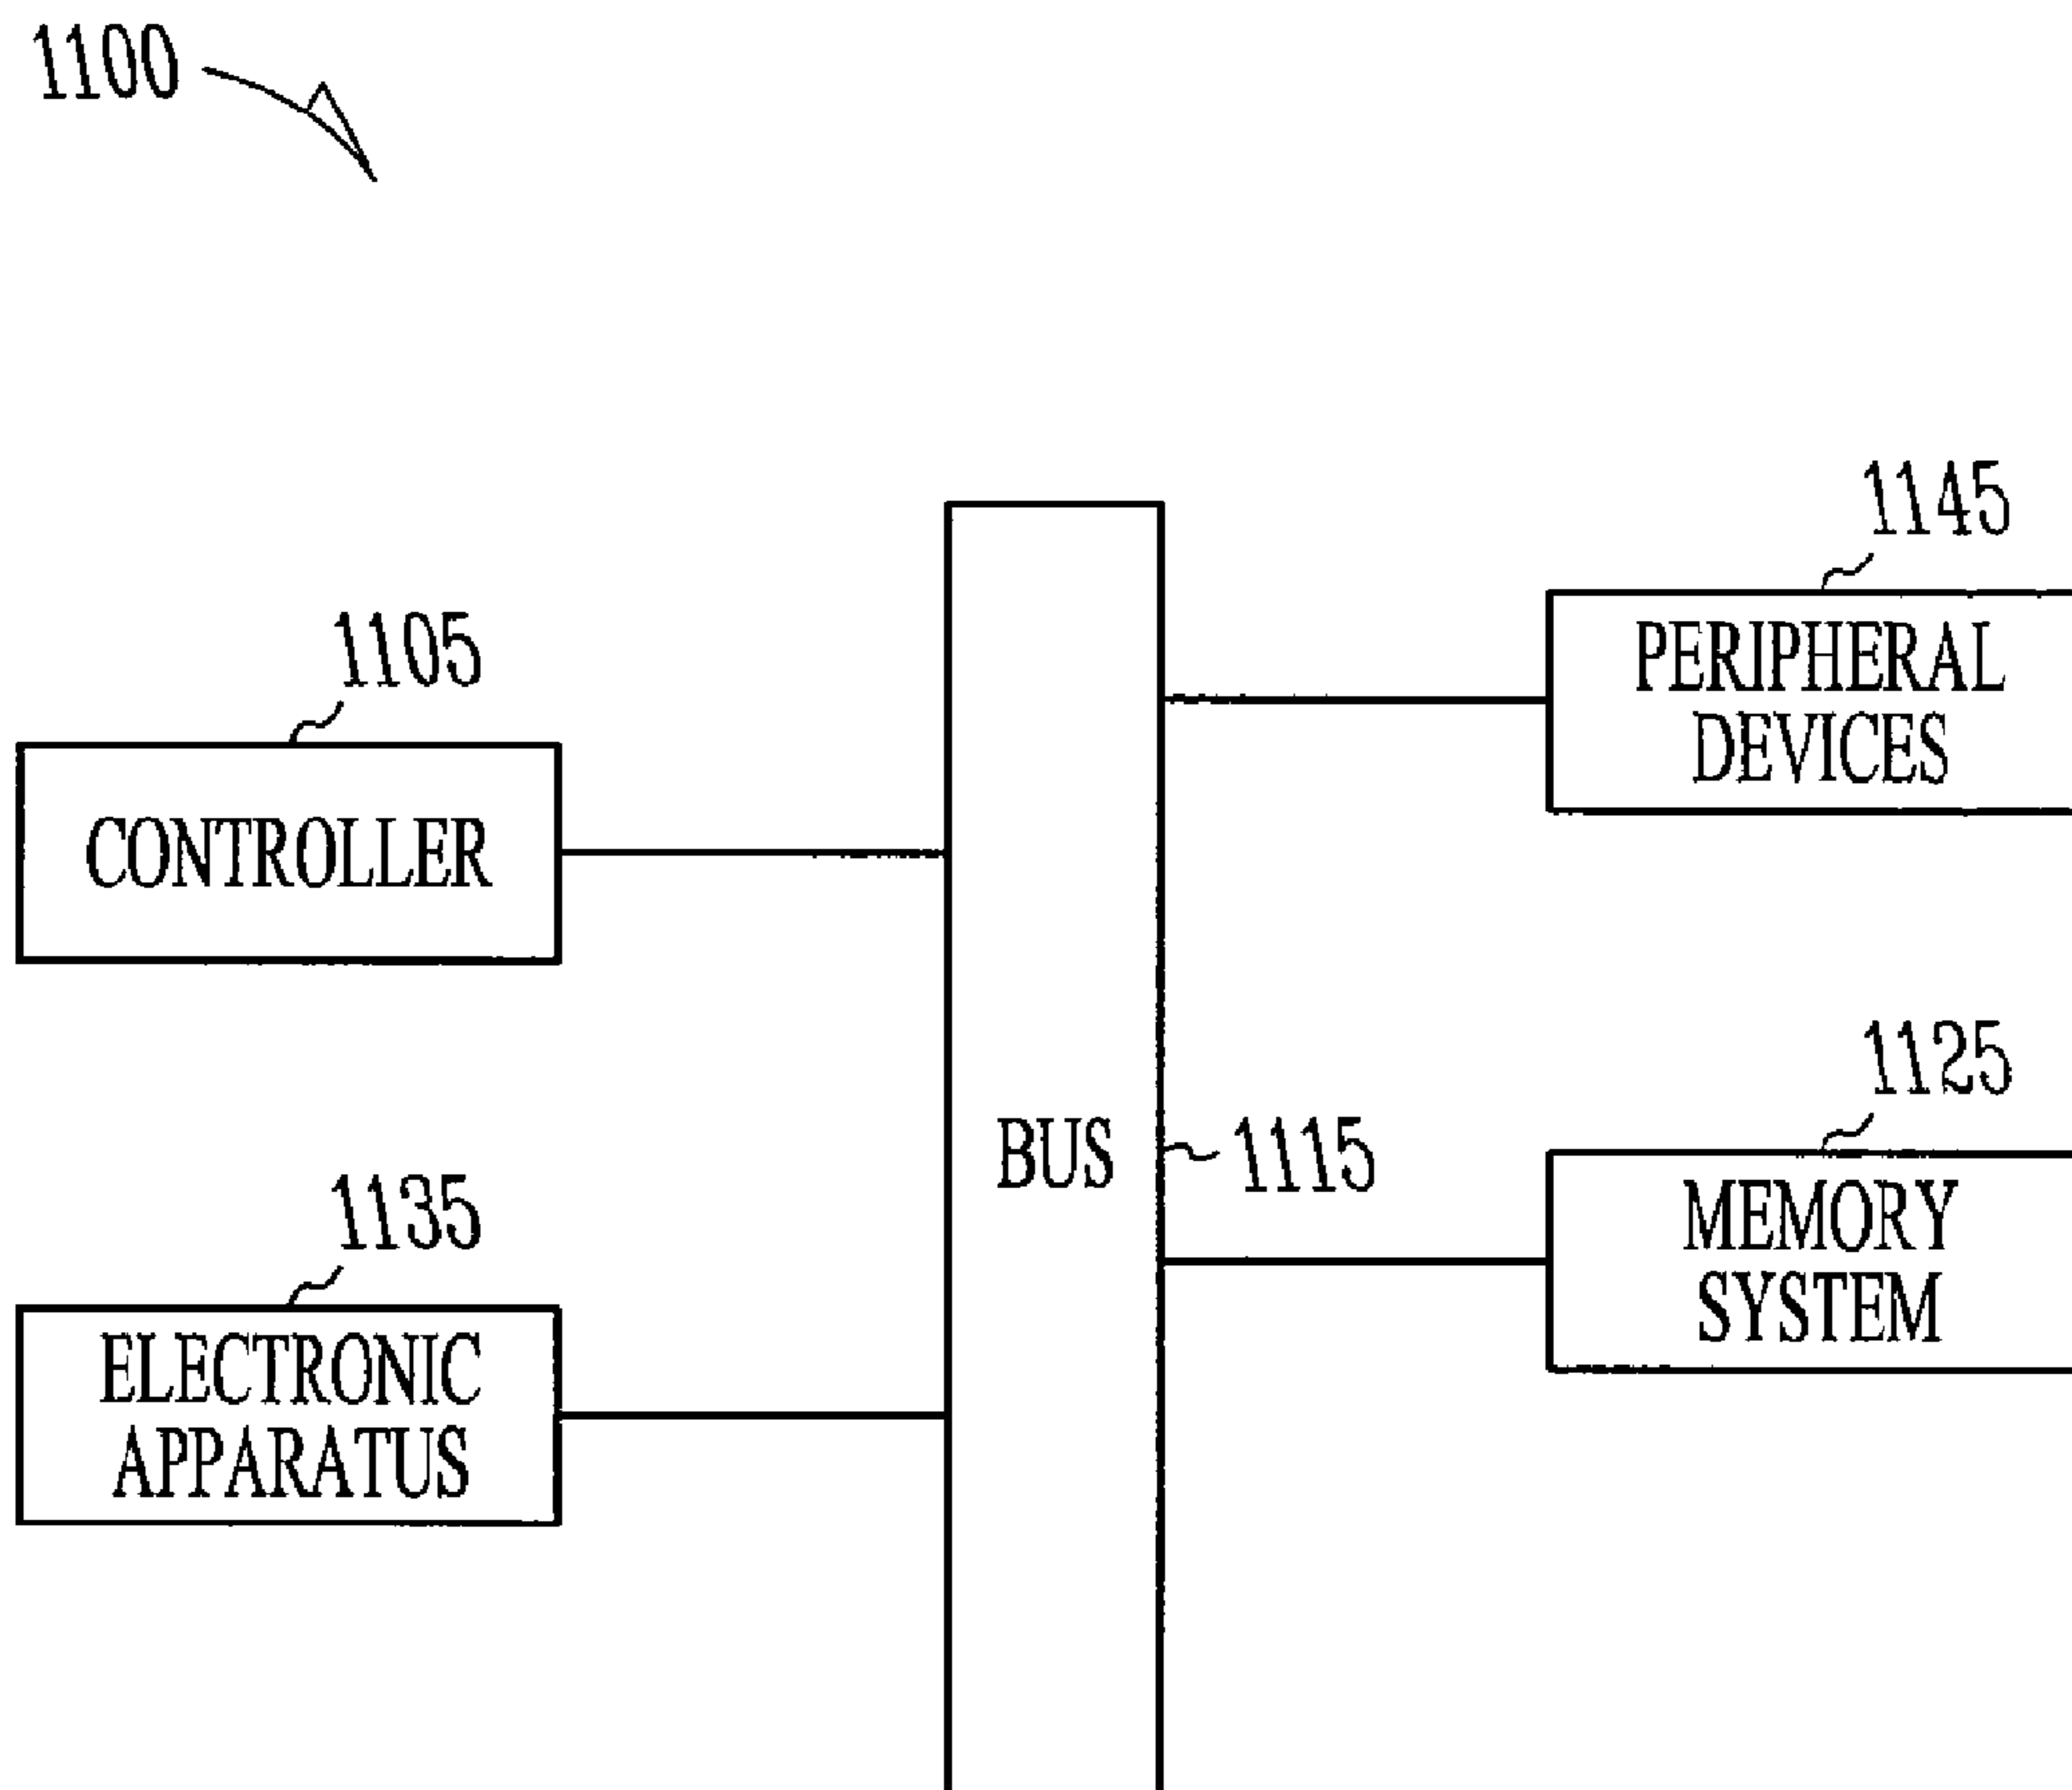 1100
1145
PERIPHERAL
DEVICES
1105
CONTROLLER
1125
BUS
1115
MEMORY
SYSTEM
1135
ELECTRONIC
APPARATUS